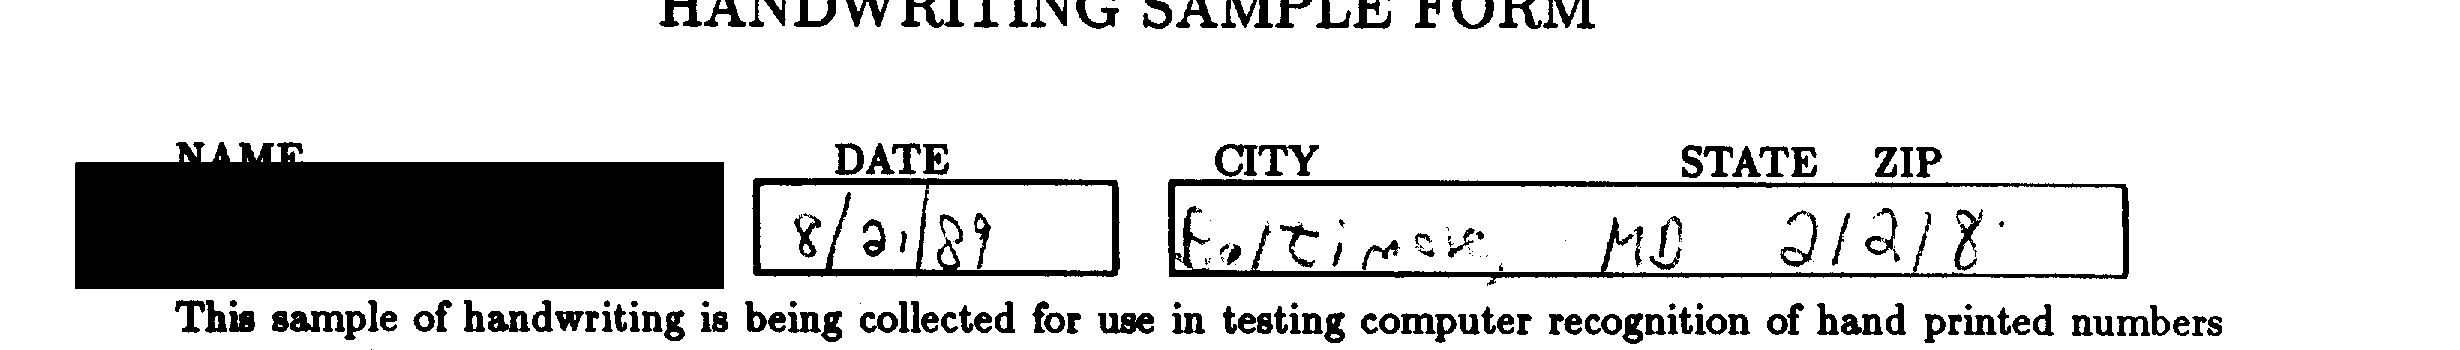 HANDWRITING SAMPLE FORM
NAME DATE CITY STATE ZIP
8/21/89 Baltimore, MD 21218
This sample of handwriting is being collected for use in testing computer recognition of hand printed numbers